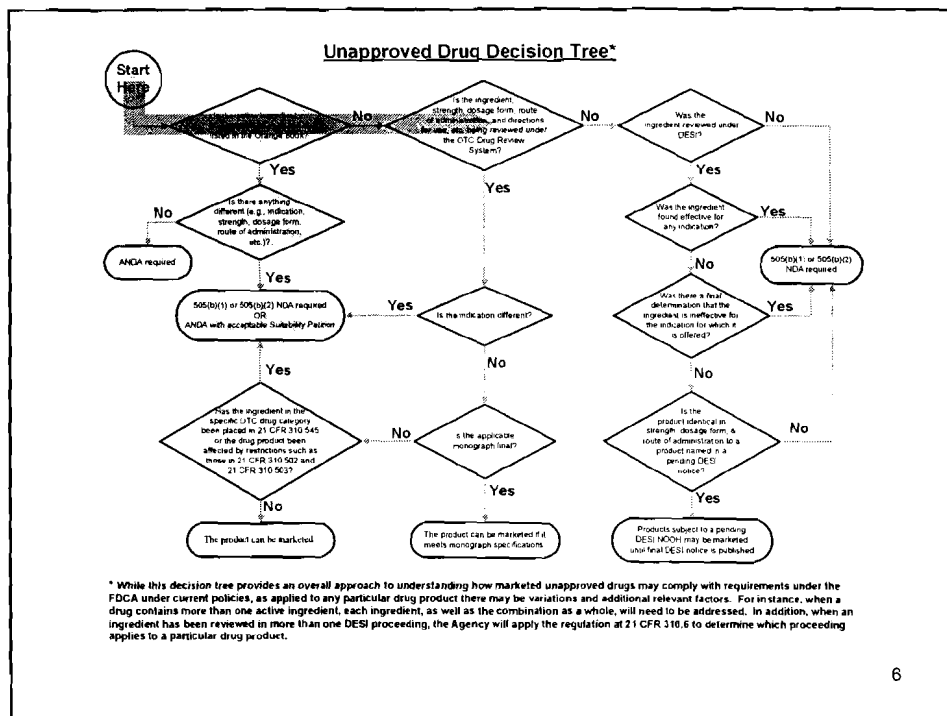 Unapproved Drug Decision Tree*
Start
Here
listed in the Orange Book?
No
Is the ingredient,
strength, dosage form, route
of administration, and directions
for use, etc. being reviewed under
the OTC Drug Review
System?
No
Was the
ingredient reviewed under
DESI?
No
Yes
Yes
Yes
Is there anything
different (e.g., indication,
strength, dosage form,
route of administration,
etc.)?
No
ANDA required
Was the ingredient
found effective for
any indication?
Yes
505(b)(1) or 505(b)(2)
NDA required
Yes
No
505(b)(1) or 505(b)(2) NDA required
OR
ANDA with acceptable Suitability Petition
Yes
Is the indication different?
Was there a final
determination that the
ingredient is ineffective for
the indication for which it
is offered?
Yes
Yes
No
No
Has the ingredient in the
specific OTC drug category
been placed in 21 CFR 310.545
or the drug product been
affected by restrictions such as
those in 21 CFR 310.502 and
21 CFR 310.503?
No
Is the applicable
monograph final?
Is the
product identical in
strength, dosage form, &
route of administration to a
product named in a
pending DESI
notice?
No
No
Yes
Yes
The product can be marketed
The product can be marketed if it
meets monograph specifications
Products subject to a pending
DESI NOOH may be marketed
until final DESI notice is published
* While this decision tree provides an overall approach to understanding how marketed unapproved drugs may comply with requirements under the
FDCA under current policies, as applied to any particular drug product there may be variations and additional relevant factors. For instance, when a
drug contains more than one active ingredient, each ingredient, as well as the combination as a whole, will need to be addressed. In addition, when an
ingredient has been reviewed in more than one DESI proceeding, the Agency will apply the regulation at 21 CFR 310.6 to determine which proceeding
applies to a particular drug product.
6